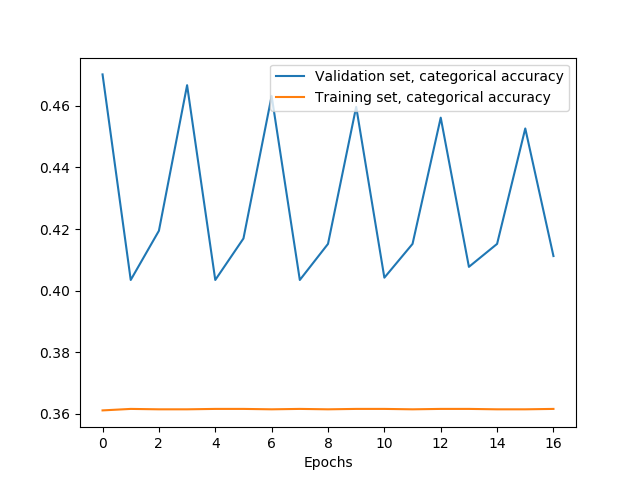 Validation set, categorical accuracy
Training set, categorical accuracy
0.46
0.44
0.42
0.40
0.38
0.36
0 2 4 6 8 10 12 14 16
Epochs